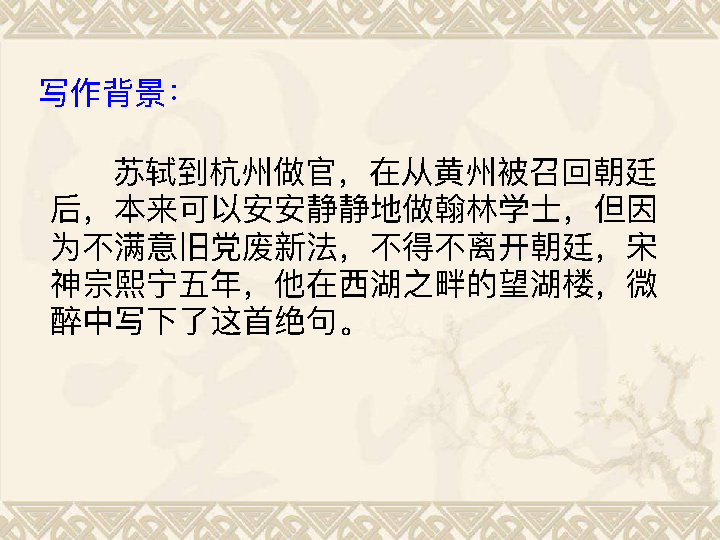 写作背景：
苏轼到杭州做官，在从黄州被召回朝廷
后，本来可以安安静静地做翰林学士，但因
为不满意旧党废新法，不得不离开朝廷，宋
神宗熙宁五年，他在西湖之畔的望湖楼，微
醉中写下了这首绝句。